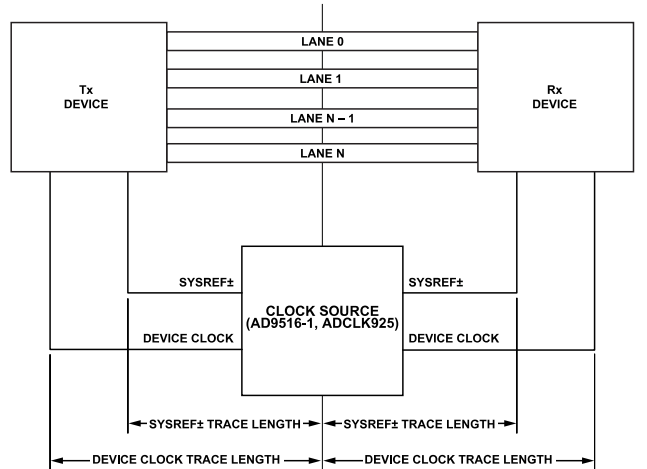 LANE 0
Tx
DEVICE
LANE 1
Rx
DEVICE
LANE N – 1
LANE N
SYSREF±
SYSREF±
CLOCK SOURCE
(AD9516-1, ADCLK925)
DEVICE CLOCK
DEVICE CLOCK
SYSREF± TRACE LENGTH
SYSREF± TRACE LENGTH
DEVICE CLOCK TRACE LENGTH
DEVICE CLOCK TRACE LENGTH